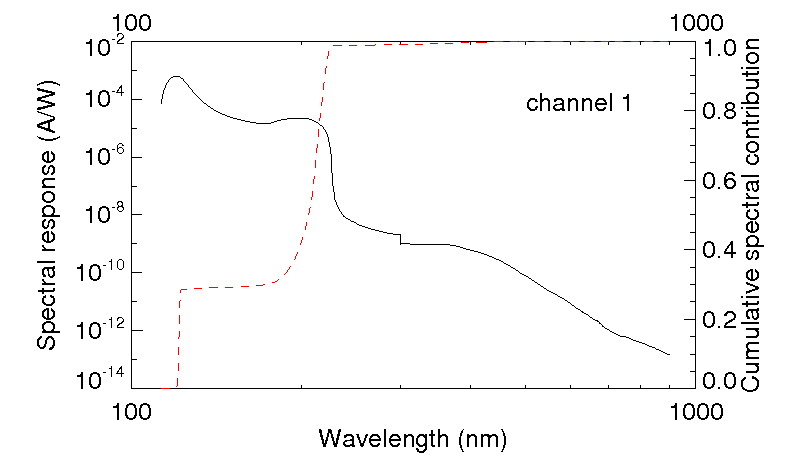 100 1000
10-2 1.0
channel 1
10-4 0.8
10-6 0.6
10-8 0.4
10-10
10-12 0.2
10-14 0.0
Spectral response (A/W)
Cumulative spectral contribution
100 1000
Wavelength (nm)